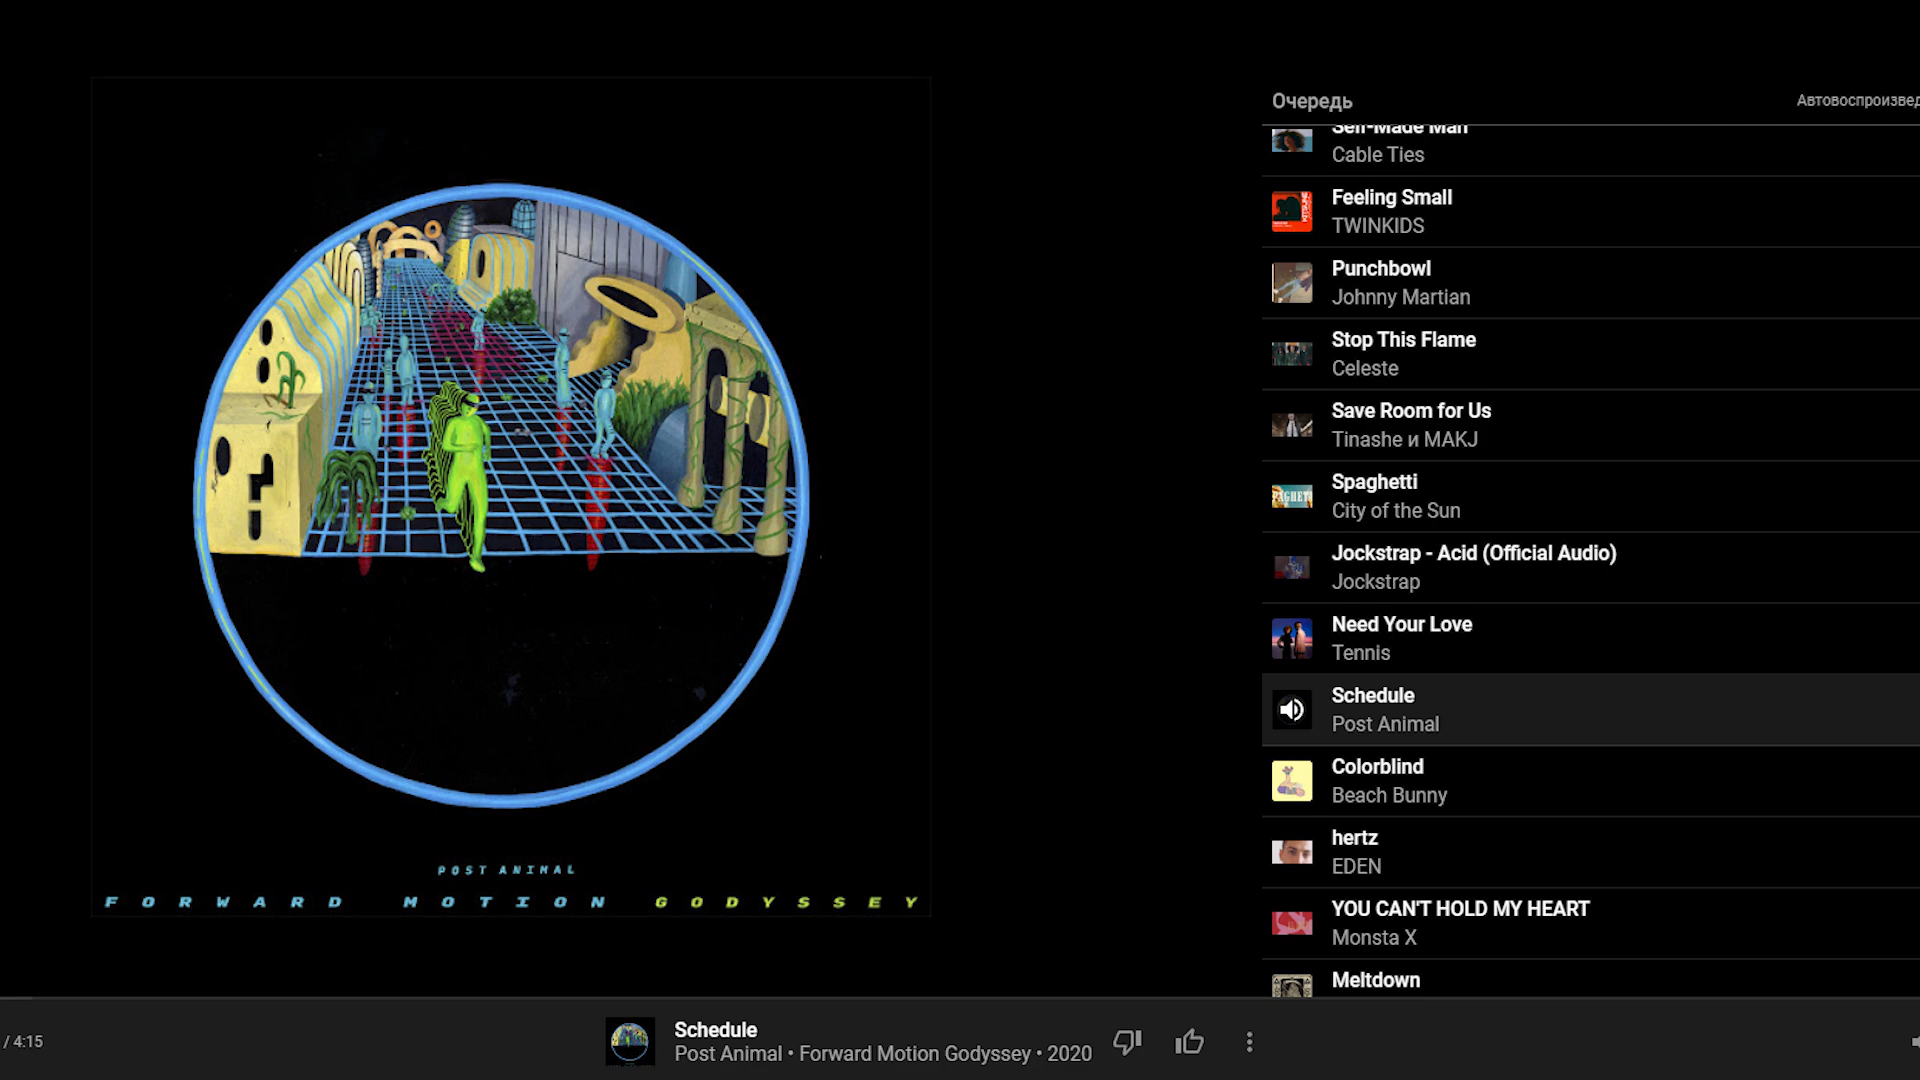 Очередь
Автовоспроизвед
Self-Made Man
Cable Ties
Feeling Small
TWINKIDS
Punchbowl
Johnny Martian
Stop This Flame
Celeste
Save Room for Us
Tinashe и MAKJ
Spaghetti
City of the Sun
Jockstrap - Acid (Official Audio)
Jockstrap
Need Your Love
Tennis
Schedule
Post Animal
Colorblind
Beach Bunny
hertz
EDEN
YOU CAN'T HOLD MY HEART
Monsta X
Meltdown
POST ANIMAL
FORWARD MOTION GODYSSEY
/ 4:15
Schedule
Post Animal • Forward Motion Godyssey • 2020